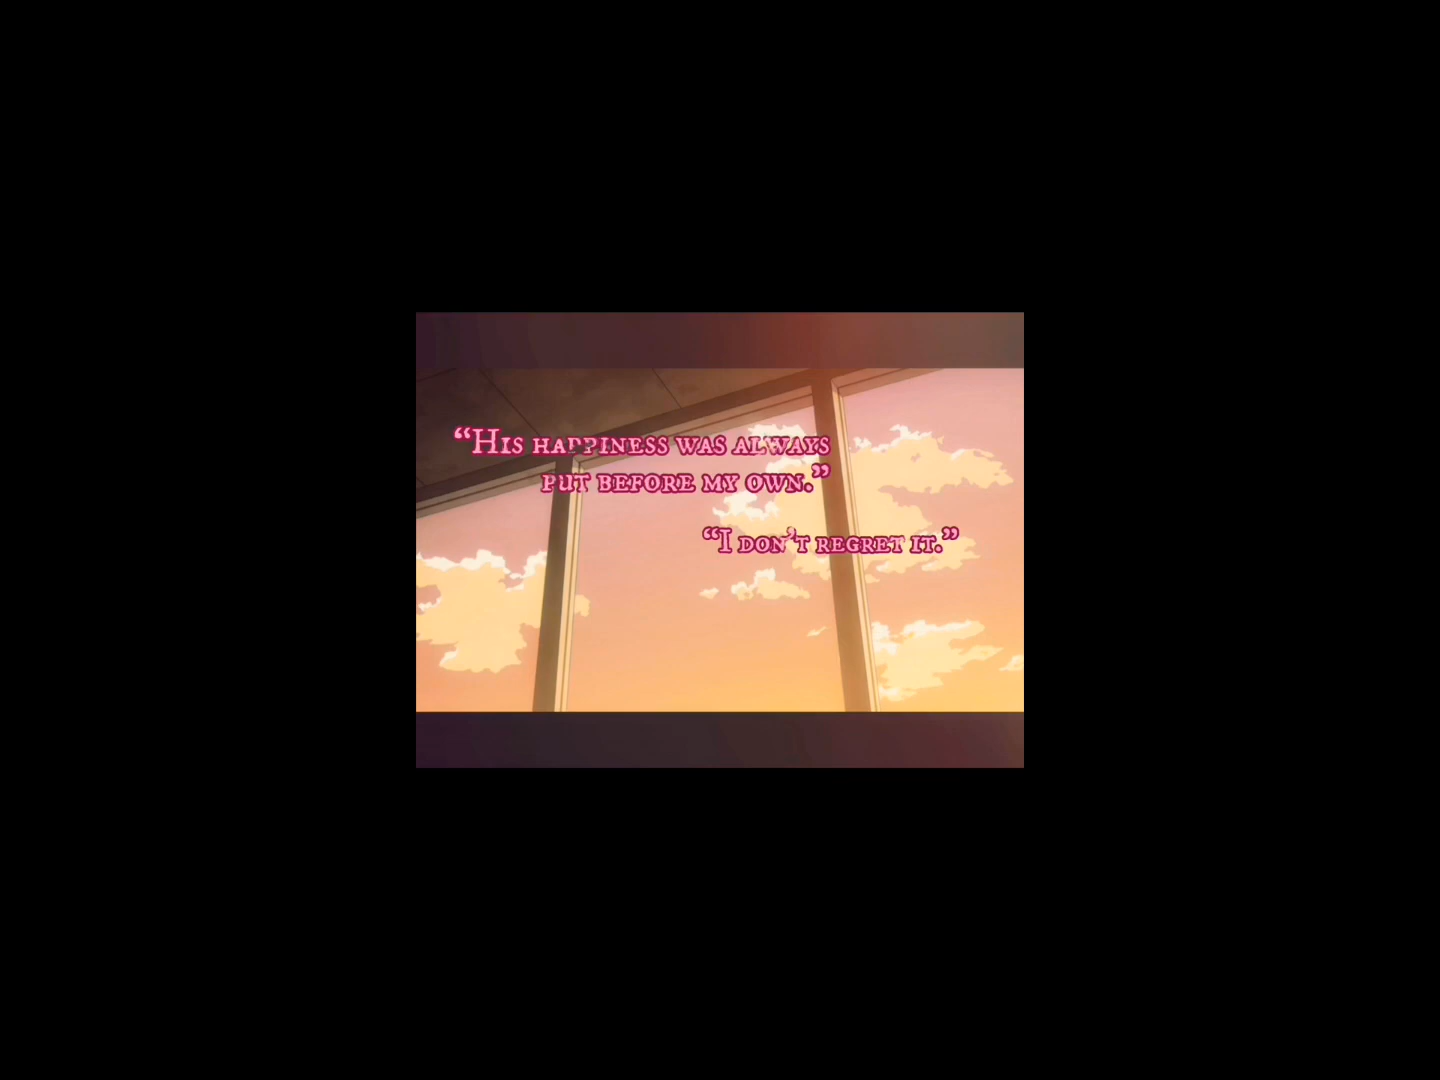 “His happiness was always
put before my own.”
“I don’t regret it.”